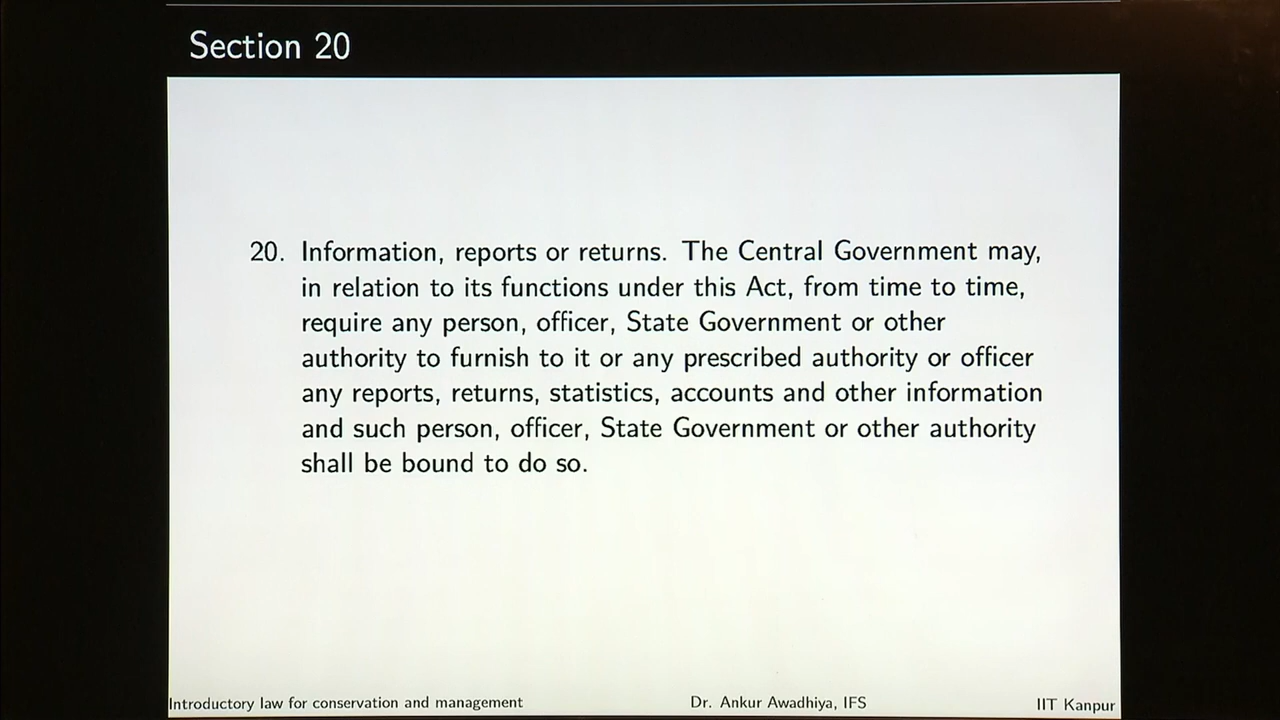 Section 20
20. Information, reports or returns. The Central Government may,
in relation to its functions under this Act, from time to time,
require any person, officer, State Government or other
authority to furnish to it or any prescribed authority or officer
any reports, returns, statistics, accounts and other information
and such person, officer, State Government or other authority
shall be bound to do so.
Introductory law for conservation and management Dr. Ankur Awadhiya, IFS IIT Kanpur